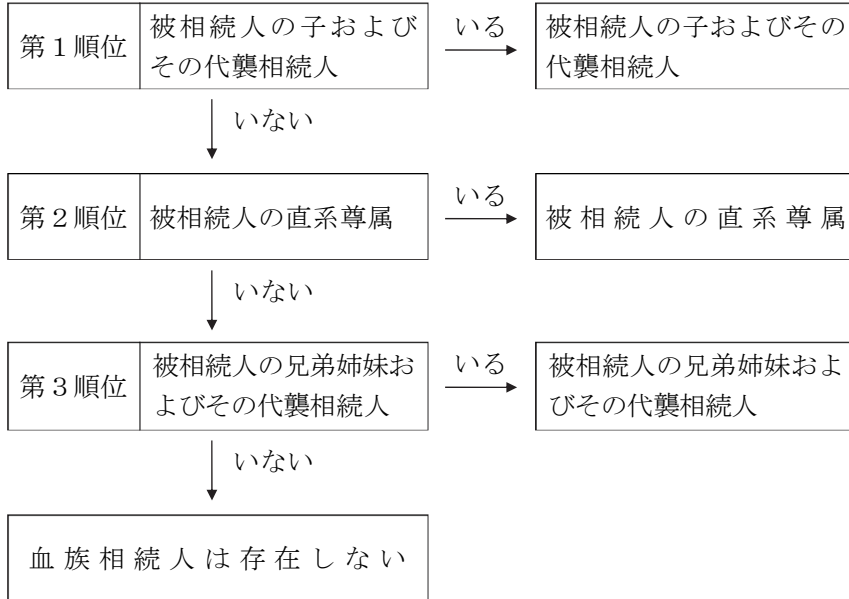 第１順位
被相続人の子および
その代襲相続人
いる
被相続人の子およびその
代襲相続人
いない
第２順位
被相続人の直系尊属
いる
被相続人の直系尊属
いない
第３順位
被相続人の兄弟姉妹お
よびその代襲相続人
いる
被相続人の兄弟姉妹およ
びその代襲相続人
いない
血族相続人は存在しない